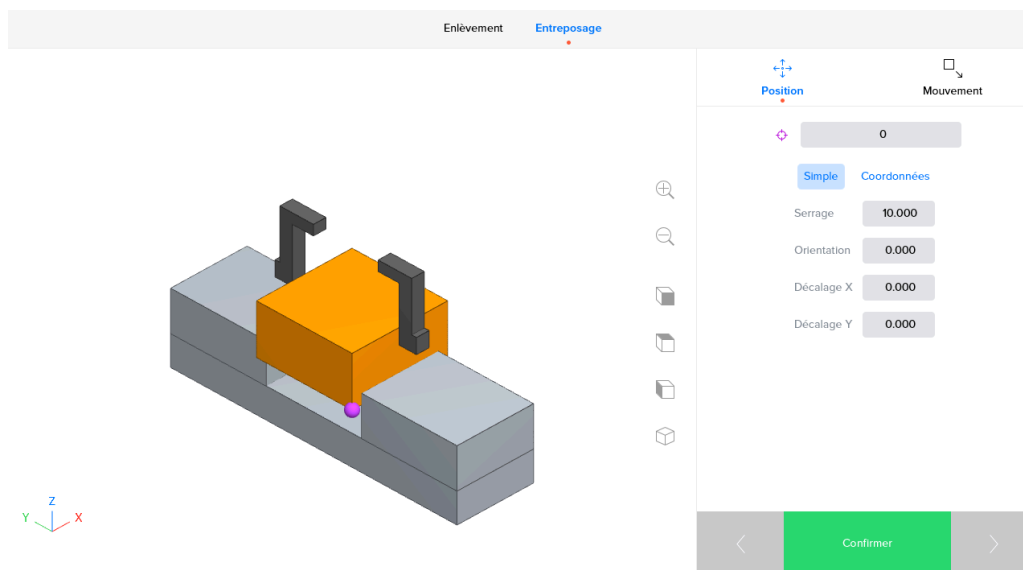 Enlèvement Entreposage
Position Mouvement
0
Simple Coordonnées
Serrage 10.000
Orientation 0.000
Décalage X 0.000
Décalage Y 0.000
Z
Y X
Confirmer